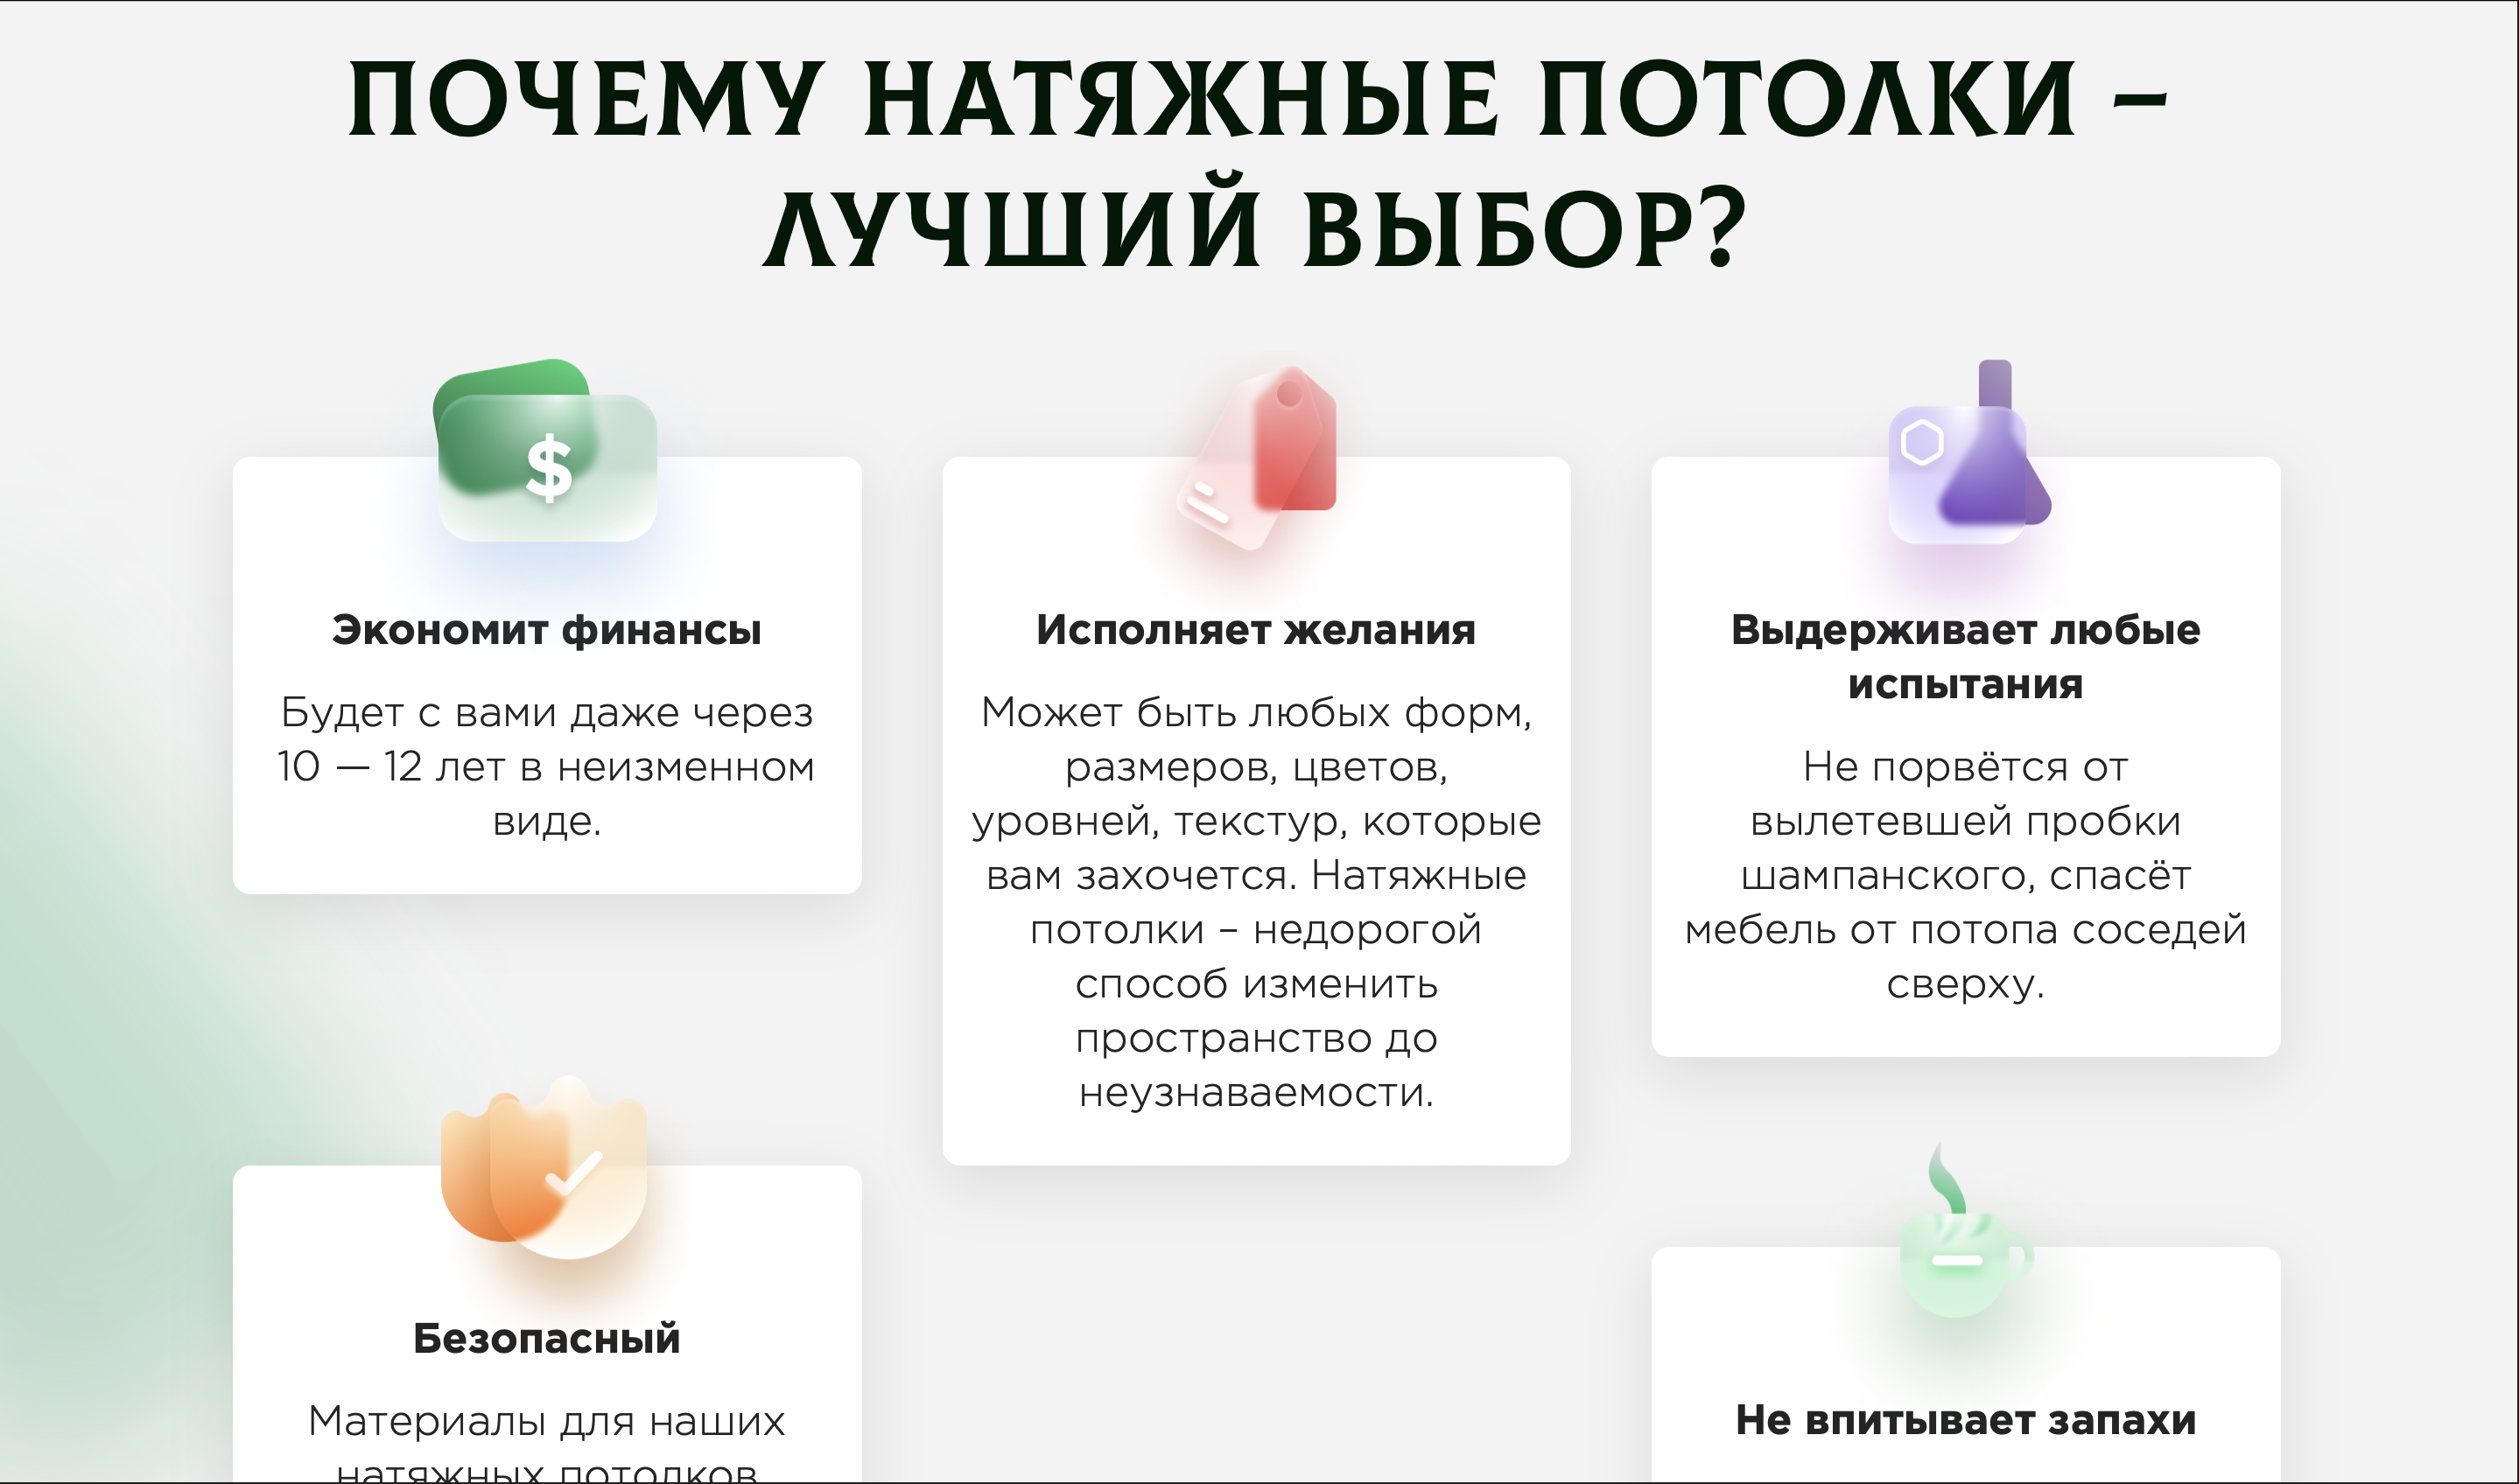 ПОЧЕМУ НАТЯЖНЫЕ ПОТОЛКИ –
ЛУЧШИЙ ВЫБОР?
$
Экономит финансы
Будет с вами даже через
10 — 12 лет в неизменном
виде.
Исполняет желания
Может быть любых форм,
размеров, цветов,
уровней, текстур, которые
вам захочется. Натяжные
потолки – недорогой
способ изменить
пространство до
неузнаваемости.
Выдерживает любые
испытания
Не порвётся от
вылетевшей пробки
шампанского, спасёт
мебель от потопа соседей
сверху.
Безопасный
Материалы для наших
натяжных потолков
Не впитывает запахи